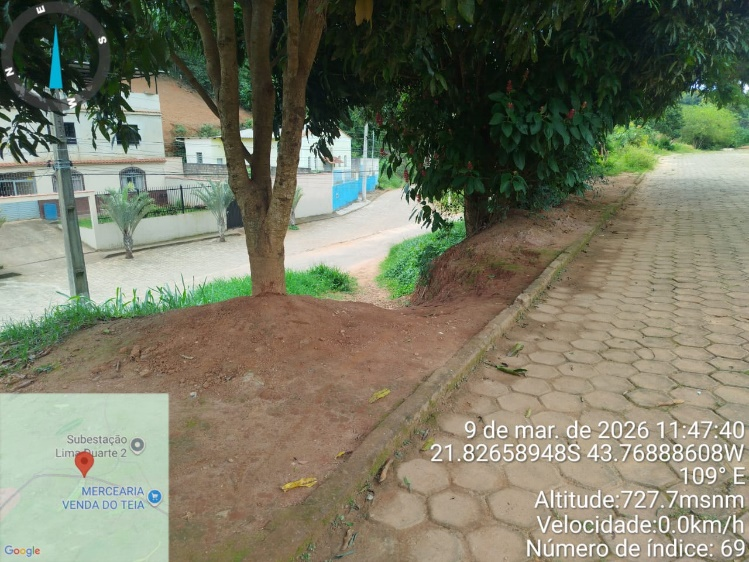 N
E
S
W
9 de mar. de 2026 11:47:40
21.82658948S 43.76888608W
109° E
Altitude:727.7msnm
Velocidade:0.0km/h
Número de índice: 69
Subestação
Lima Duarte 2
MERCEARIA
VENDA DO TEIA
Google